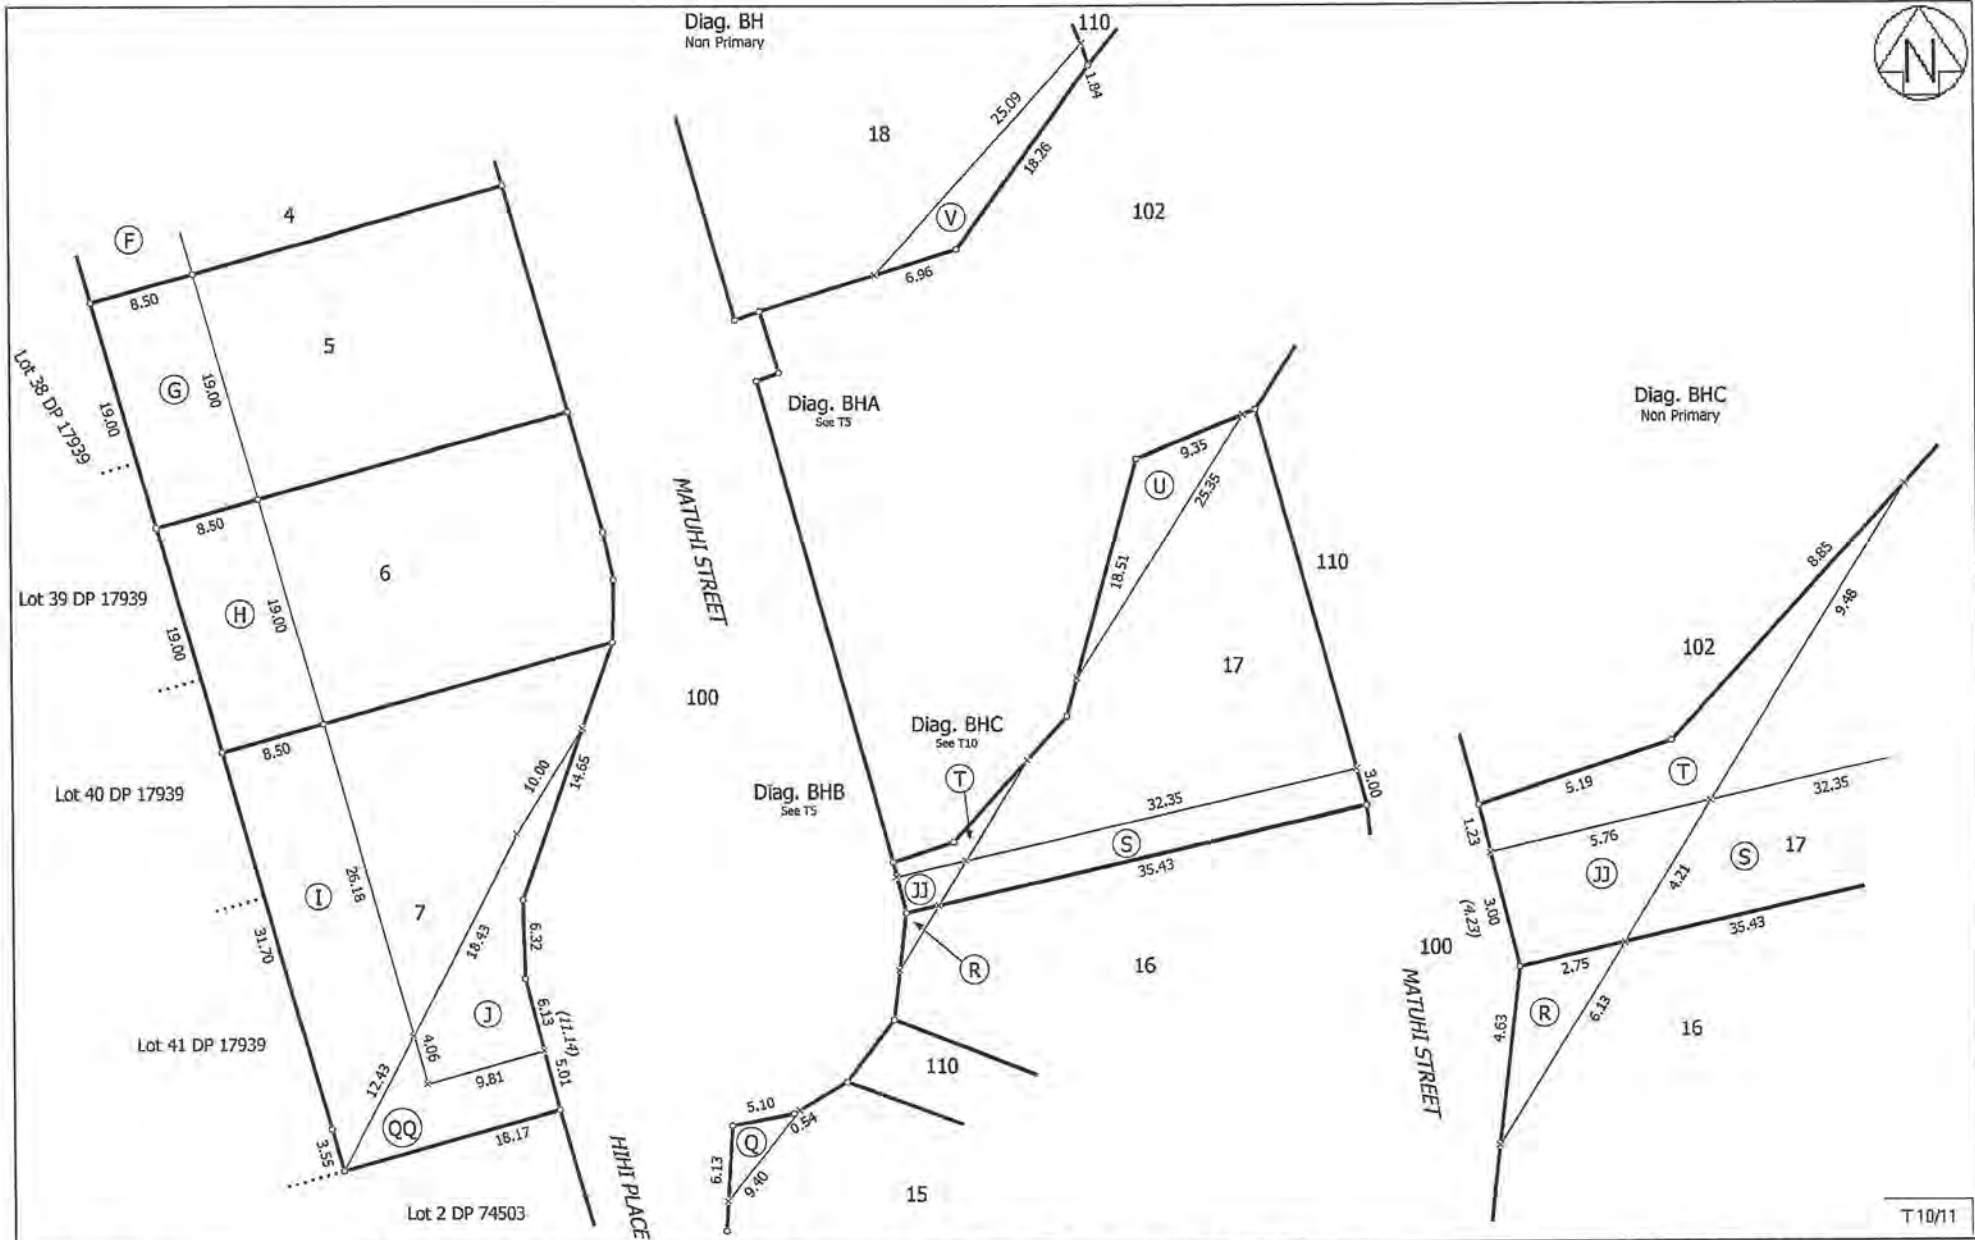 Diag. BH
Non Primary
110
N
25.09
1.84
18
18.26
4
F
V
102
6.96
8.50
5
Lot 38 DP 17939
19.00
G
19.00
Diag. BHA
See T5
Diag. BHC
Non Primary
9.35
U
25.35
MATUHI STREET
8.50
18.51
110
6
8.85
Lot 39 DP 17939
H
19.00
9.48
19.00
102
17
100
Diag. BHC
See T10
8.50
10.00
14.65
T
T
5.19
32.35
Lot 40 DP 17939
Diag. BHB
See T5
32.35
3.00
1.23
5.76
S
17
S
JJ
JJ
4.21
26.18
I
35.43
3.00
(4.23)
7
35.43
18.43
6.32
31.70
100
2.75
16
R
R
6.13
MATUHI STREET
16
4.63
J
6.13
(11.14)
Lot 41 DP 17939
4.06
12.43
9.81
5.01
110
5.10
0.54
QQ
18.17
Q
3.55
6.13
9.40
HIHI PLACE
15
Lot 2 DP 74503
T 10/11